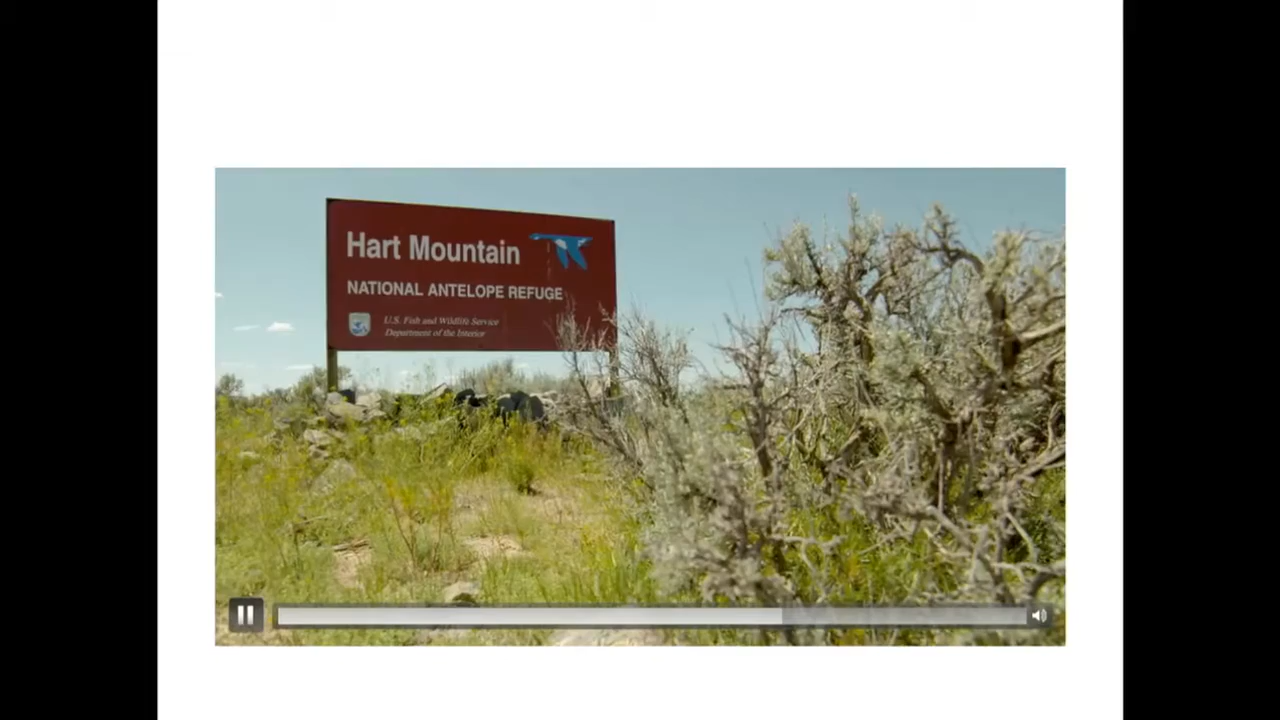 Hart Mountain
NATIONAL ANTELOPE REFUGE
U.S. Fish and Wildlife Service
Department of the Interior